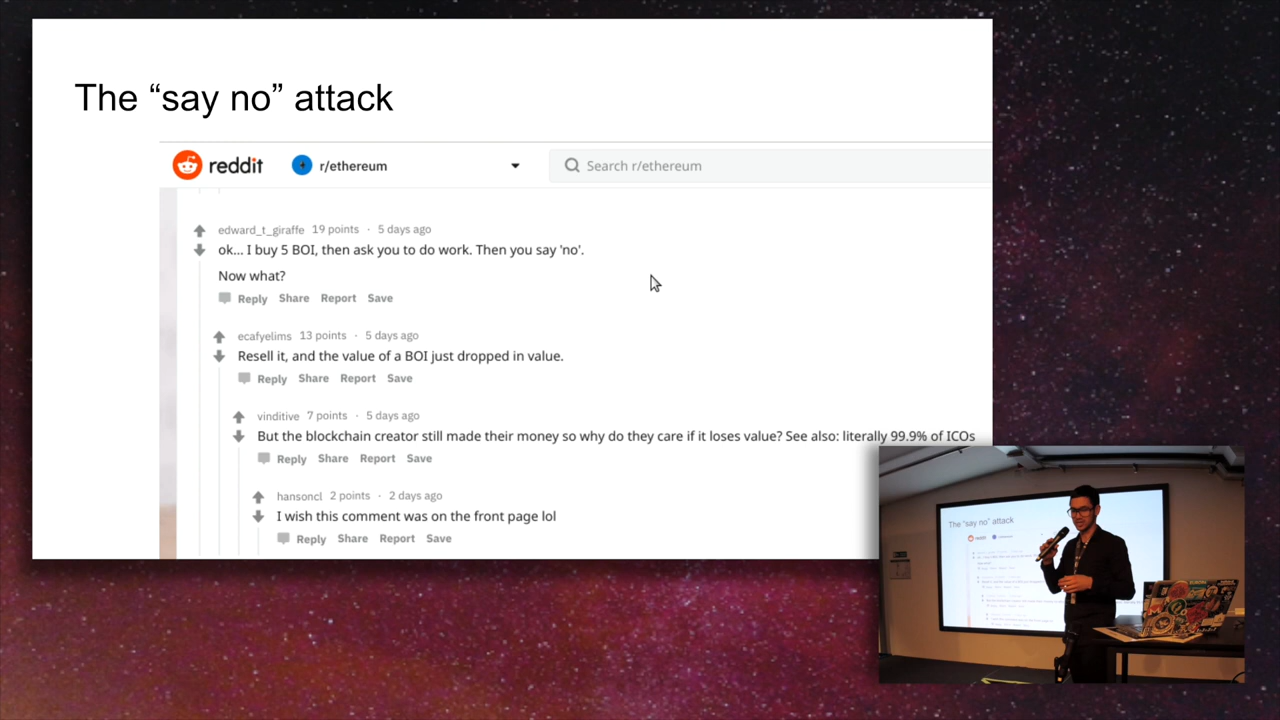 The “say no” attack
reddit r/ethereum Search r/ethereum
edward_t_giraffe 19 points · 5 days ago
ok... I buy 5 BOI, then ask you to do work. Then you say 'no'.
Now what?
Reply Share Report Save
ecafyelims 13 points · 5 days ago
Resell it, and the value of a BOI just dropped in value.
Reply Share Report Save
vinditive 7 points · 5 days ago
But the blockchain creator still made their money so why do they care if it loses value? See also: literally 99.9% of ICOs
Reply Share Report Save
hansoncl 2 points · 2 days ago
I wish this comment was on the front page lol
Reply Share Report Save
The “say no” attack
reddit